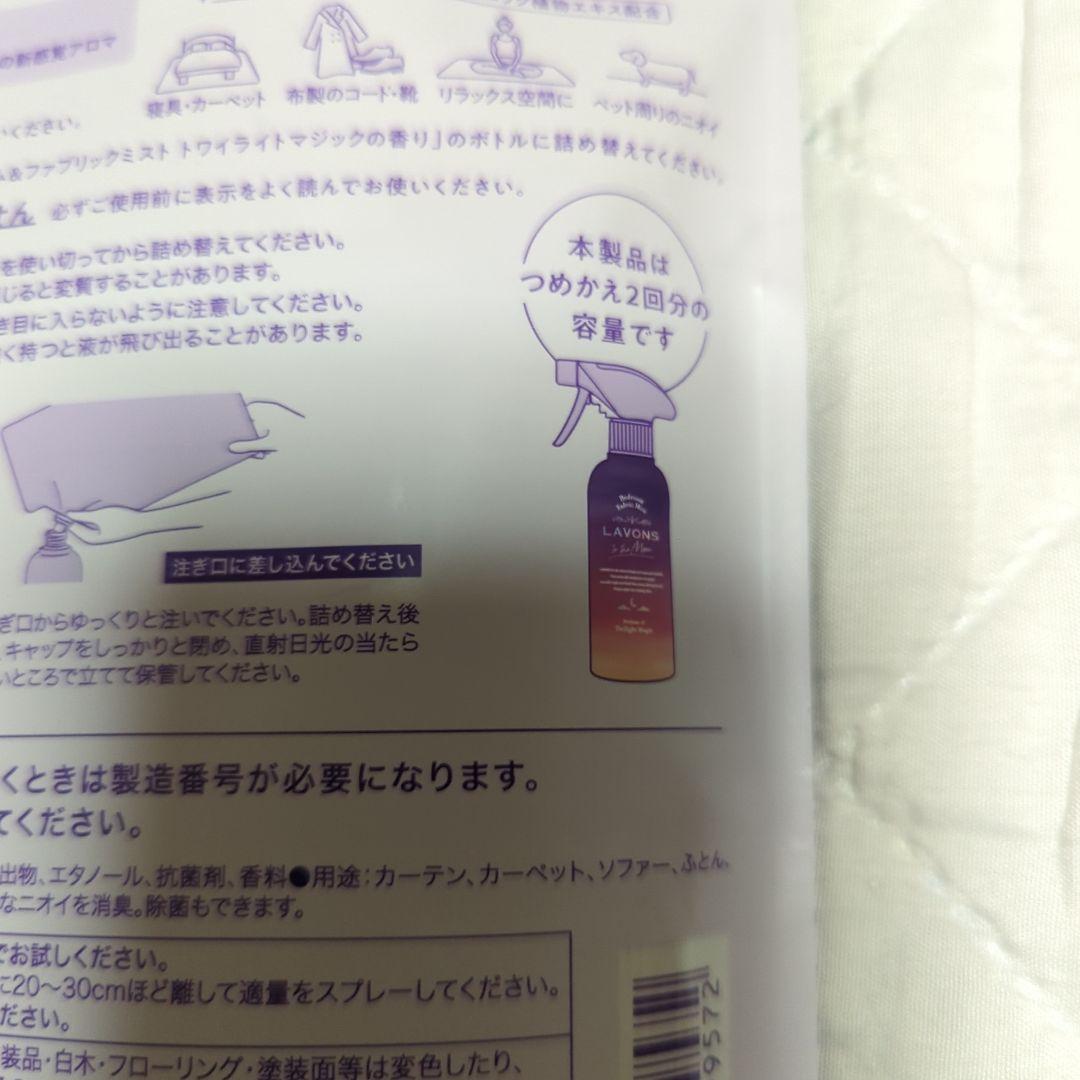 植物エキス配合
の新感覚アロマ
寝具・カーペット
布製のコード・靴
リラックス空間に
ペット周りのニオイ
ください。
&ファブリックミスト トワイライトマジックの香り」のボトルに詰め替えてください。
せん 必ずご使用前に表示をよく読んでお使いください。
を使い切ってから詰め替えてください。
じると変質することがあります。
き目に入らないように注意してください。
く持つと液が飛び出ることがあります。
本製品は
つめかえ2回分の
容量です
Bedroom
Fabric Mist
LAVONS
to the Moon
Twilight Magic
注ぎ口に差し込んでください
ぎ口からゆっくりと注いでください。詰め替え後
、キャップをしっかりと閉め、直射日光の当たら
いところで立てて保管してください。
くときは製造番号が必要になります。
てください。
出物、エタノール、抗菌剤、香料●用途:カーテン、カーペット、ソファー、ふとん、
なニオイを消臭。除菌もできます。
でお試しください。
に20〜30cmほど離して適量をスプレーしてください。
ださい。
装品・白木・フローリング・塗装面等は変色したり、
9572